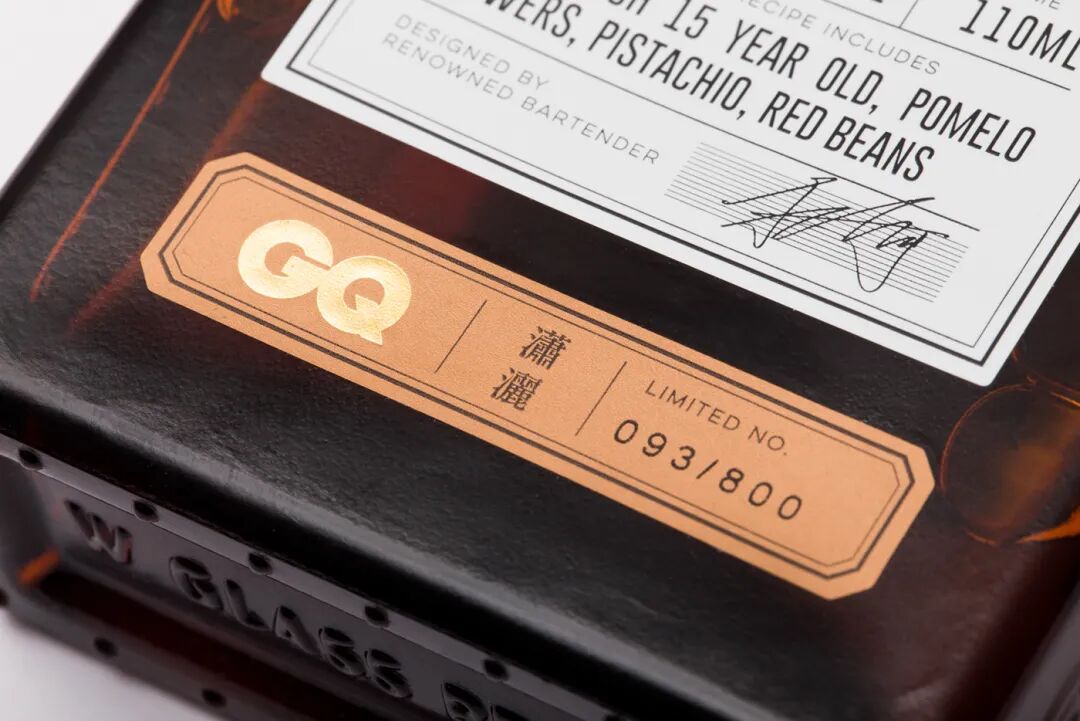 RECIPE INCLUDES
110ML
15 YEAR OLD, POMELO
PISTACHIO, RED BEANS
DESIGNED BY
RENOWNED BARTENDER
GQ
瀟
灑
LIMITED NO.
093/800
W GLASS